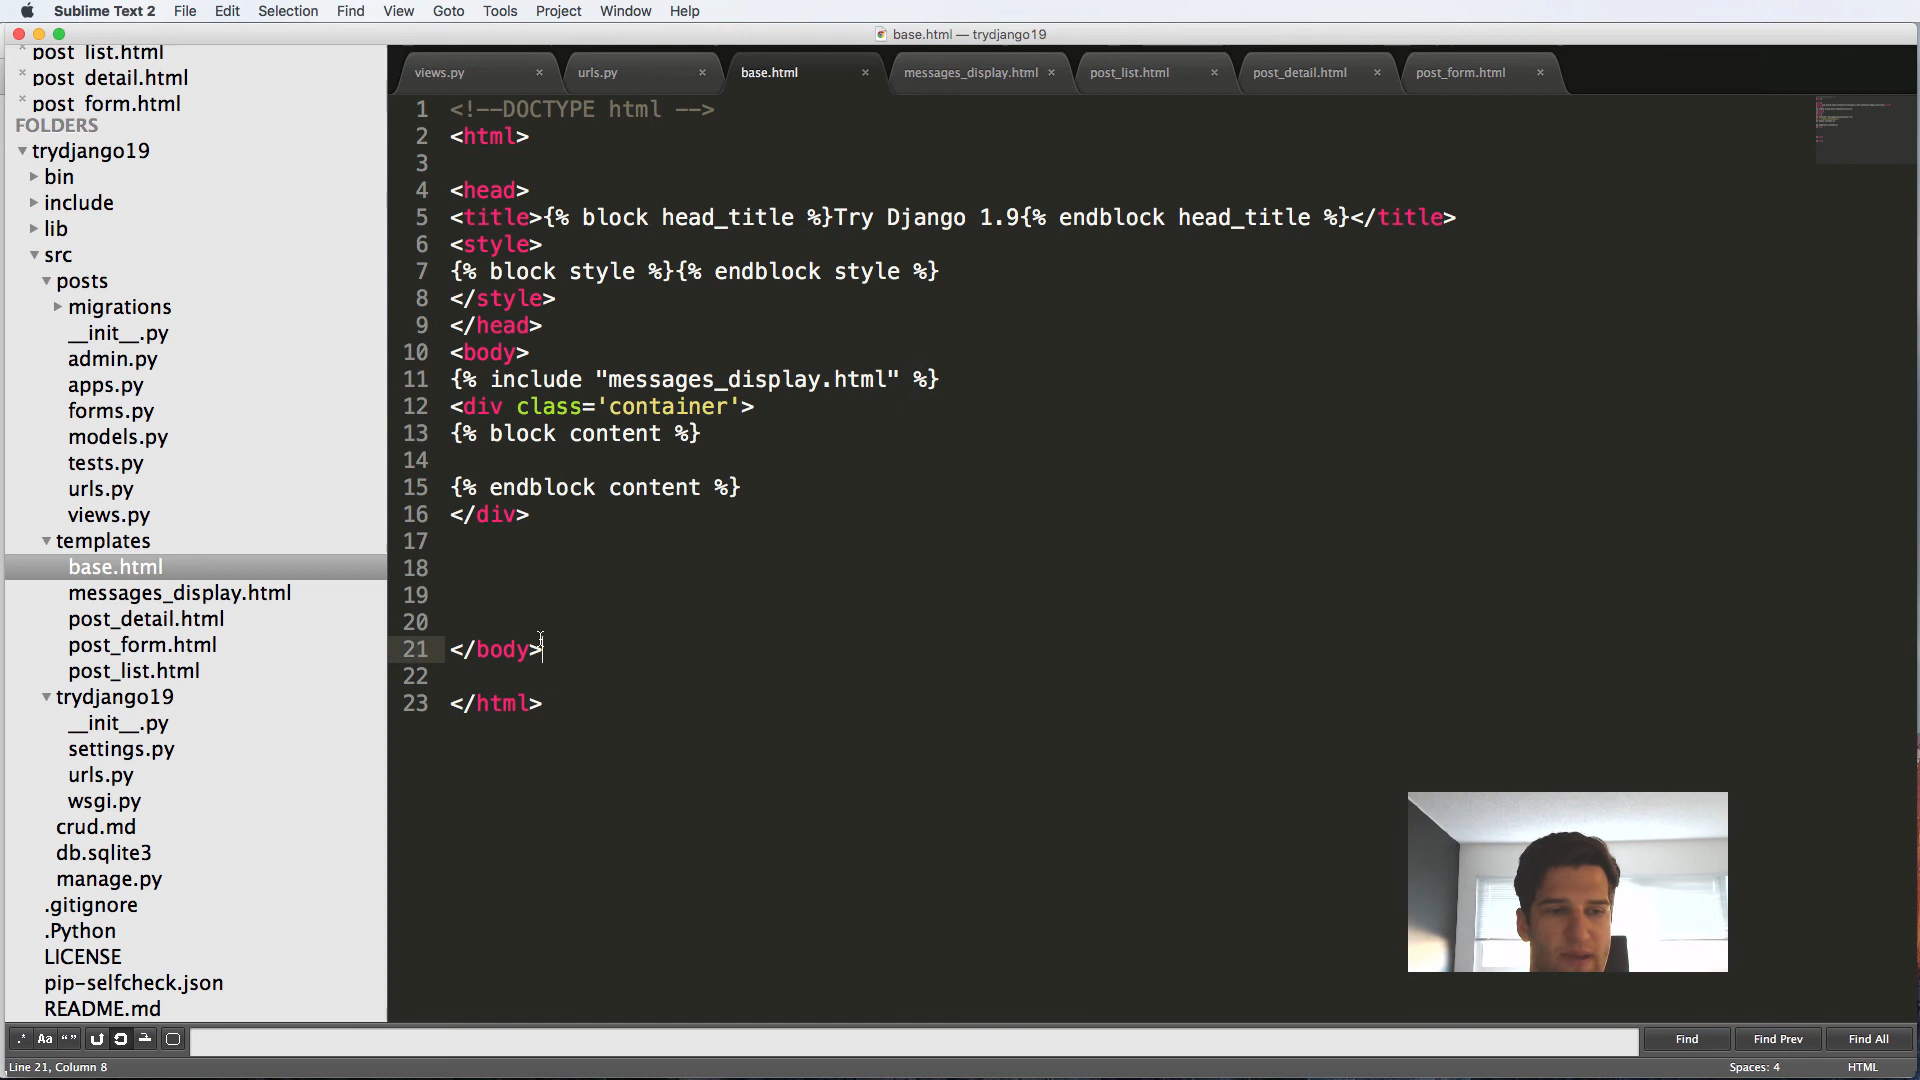 Sublime Text 2 File Edit Selection Find View Goto Tools Project Window Help
base.html — trydjango19
post_list.html
post_detail.html
post_form.html
FOLDERS
trydjango19
bin
include
lib
src
posts
migrations
__init__.py
admin.py
apps.py
forms.py
models.py
tests.py
urls.py
views.py
templates
base.html
messages_display.html
post_detail.html
post_form.html
post_list.html
trydjango19
__init__.py
settings.py
urls.py
wsgi.py
crud.md
db.sqlite3
manage.py
.gitignore
.Python
LICENSE
pip-selfcheck.json
README.md
views.py urls.py base.html messages_display.html post_list.html post_detail.html post_form.html
1 <!--DOCTYPE html -->
2 <html>
3
4 <head>
5 <title>{% block head_title %}Try Django 1.9{% endblock head_title %}</title>
6 <style>
7 {% block style %}{% endblock style %}
8 </style>
9 </head>
10 <body>
11 {% include "messages_display.html" %}
12 <div class='container'>
13 {% block content %}
14
15 {% endblock content %}
16 </div>
17
18
19
20
21 </body>
22
23 </html>
.* Aa “” Find Find Prev Find All
Line 21, Column 8 Spaces: 4 HTML